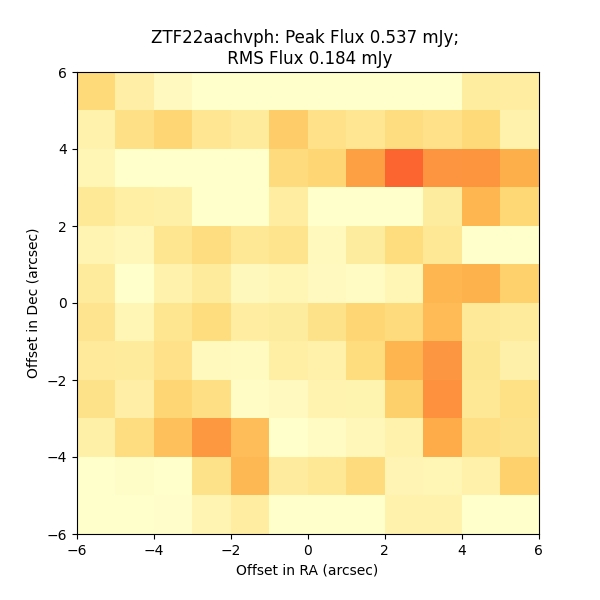 ZTF22aachvph: Peak Flux 0.537 mJy;
RMS Flux 0.184 mJy
6
4
2
0
−2
−4
−6
Offset in Dec (arcsec)
−6 −4 −2 0 2 4 6
Offset in RA (arcsec)